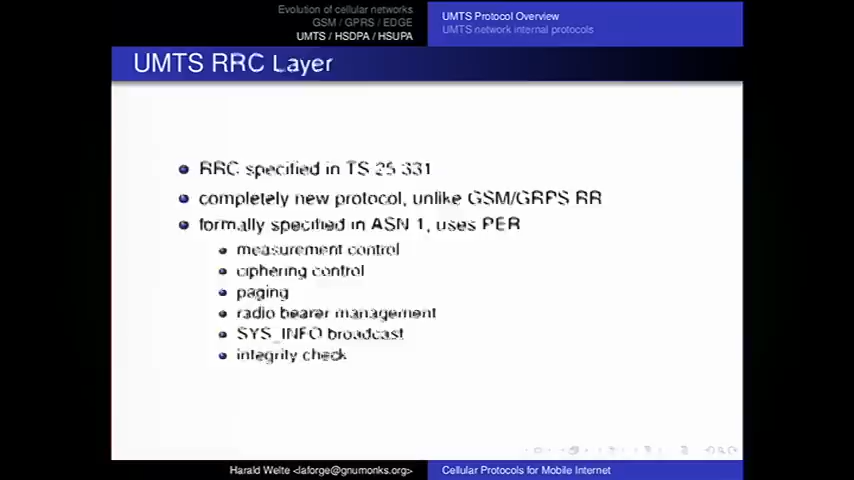 Evolution of cellular networks
GSM / GPRS / EDGE
UMTS / HSDPA / HSUPA
UMTS Protocol Overview
UMTS network internal protocols
UMTS RRC Layer
RRC specified in TS 25 331
completely new protocol, unlike GSM/GRPS RR
formally specified in ASN 1, uses PER
measurement control
ciphering control
paging
radio bearer management
SYS_INFO broadcast
integrity check
Harald Welte <laforge@gnumonks.org>
Cellular Protocols for Mobile Internet